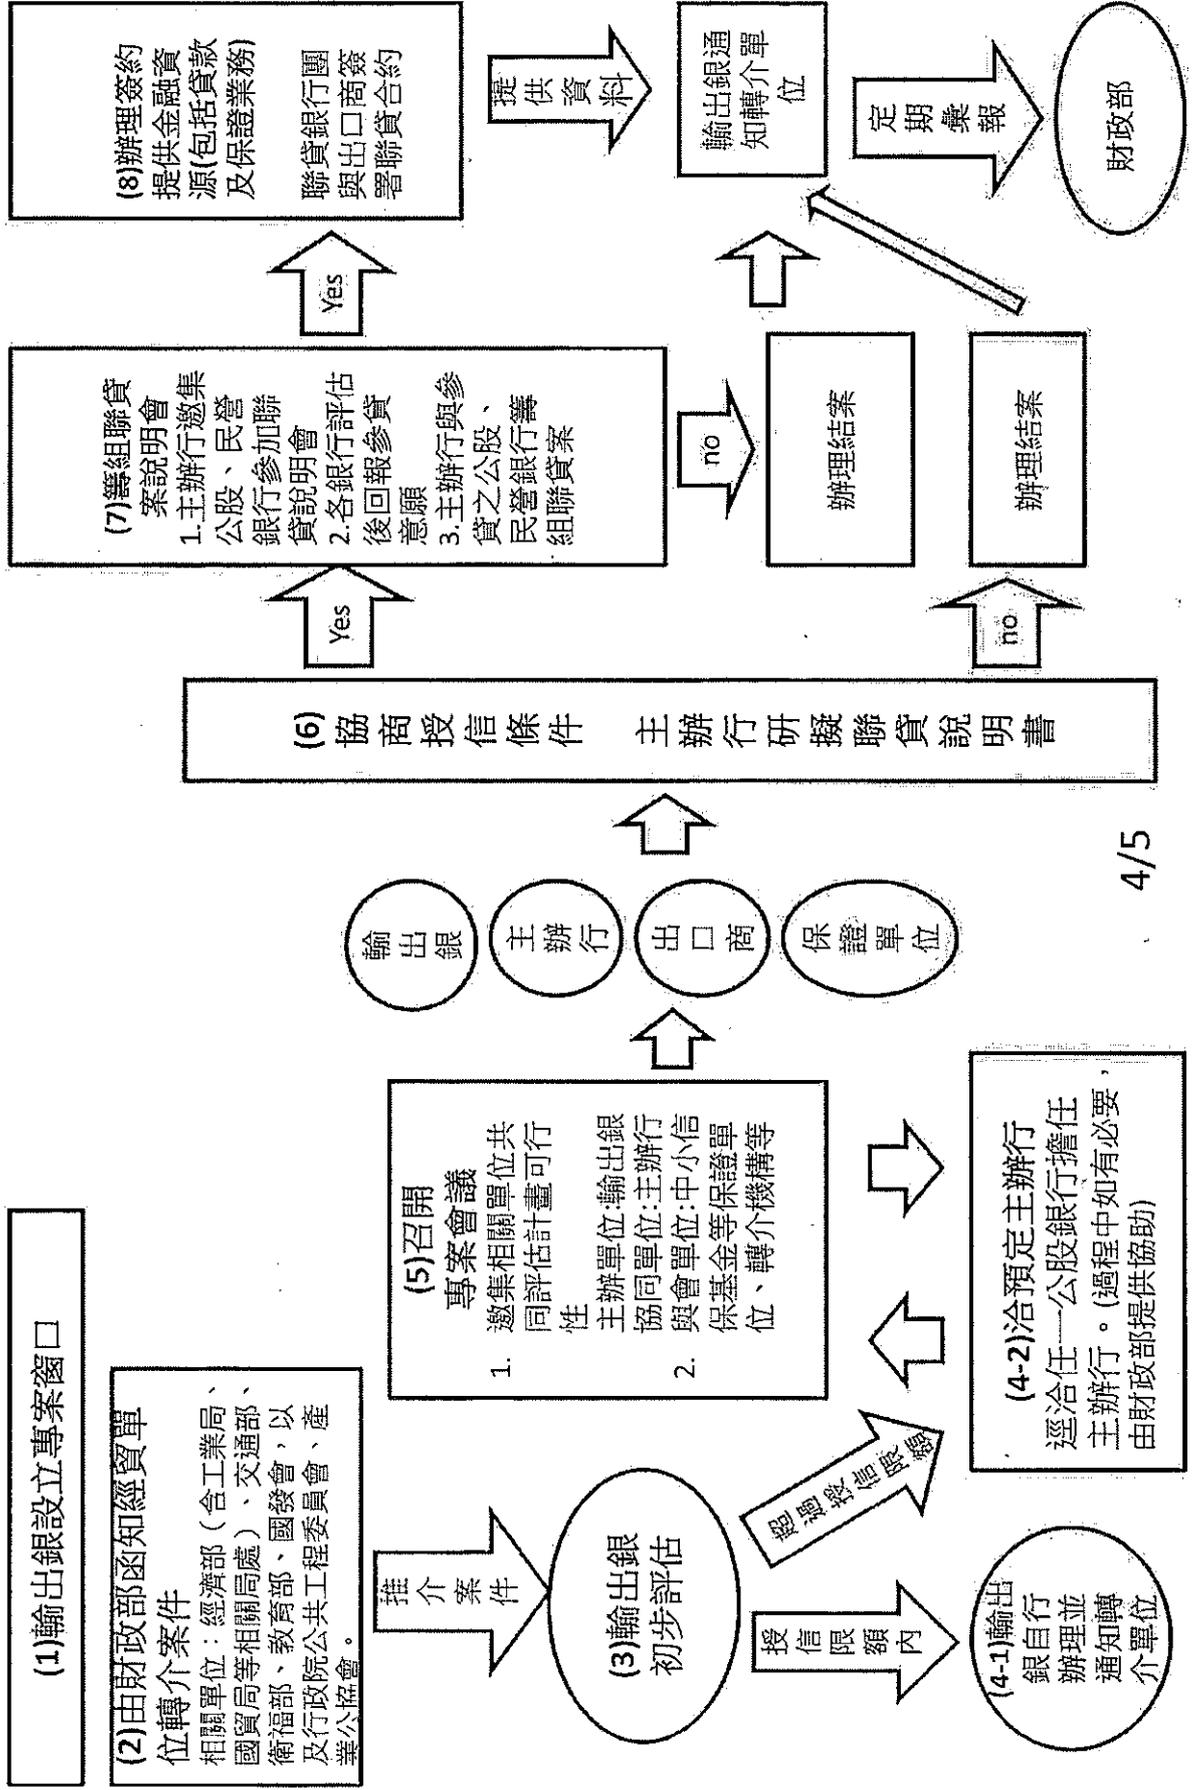 (1)輸出銀設立專案窗口
(2)由財政部函知經貿單
位轉介案件
相關單位：經濟部（含工業局、
國貿局等相關局處）、交通部、
衛福部、教育部、國發會，以
及行政院公共工程委員會、產
業公協會。
推介案件
(3)輸出銀
初步評估
授信限額內
超過授信限額
(4-1)輸出
銀自行
辦理並
通知轉
介單位
(4-2)洽預定主辦行
逕洽任一公股銀行擔任
主辦行。(過程中如有必要，
由財政部提供協助)
(5)召開
專案會議
1. 邀集相關單位共
同評估計畫可行
性
主辦單位:輸出銀
協同單位:主辦行
2. 與會單位:中小信
保基金等保證單
位、轉介機構等
輸出銀
主辦行
出口商
保證單位
(6)協商授信條件 主辦行研擬聯貸說明書
Yes
no
(7)籌組聯貸
案說明會
1.主辦行邀集
公股、民營
銀行參加聯
貸說明會
2.各銀行評估
後回報參貸
意願
3.主辦行與參
貸之公股、
民營銀行籌
組聯貸案
Yes
no
辦理結案
辦理結案
(8)辦理簽約
提供金融資
源(包括貸款
及保證業務)
聯貸銀行團
與出口商簽
署聯貸合約
提供資料
輸出銀通
知轉介單
位
定期彙報
財政部
4/5